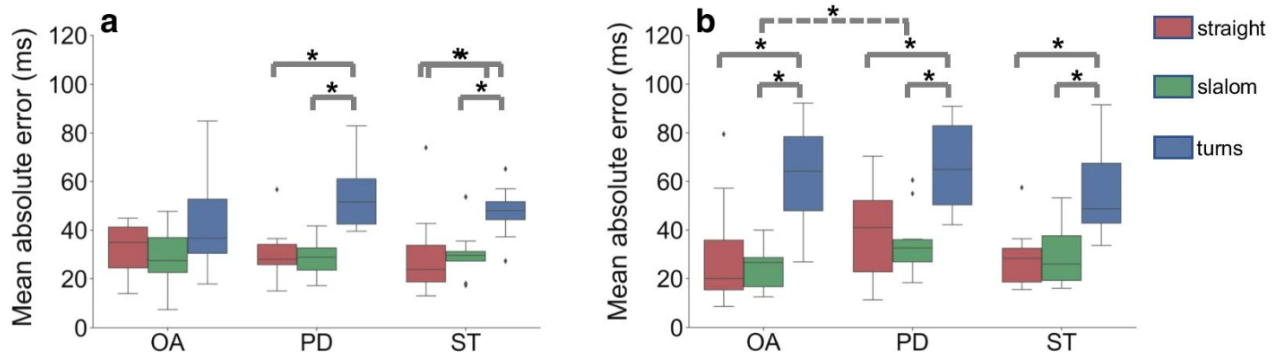 a
Mean absolute error (ms)
120
100
80
60
40
20
0
* * ** *
OA PD ST
b
Mean absolute error (ms)
120
100
80
60
40
20
0
*
* * *
* * *
OA PD ST
straight
slalom
turns